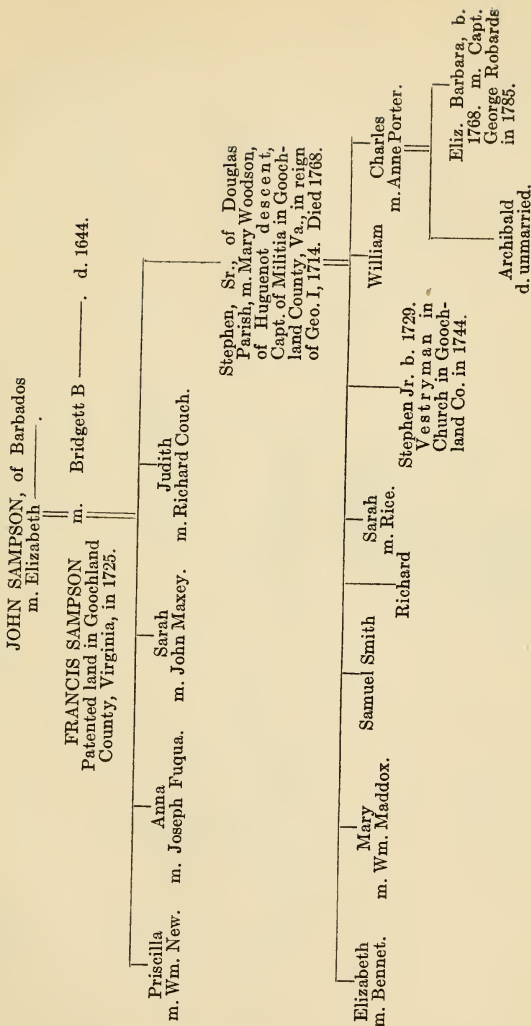 JOHN SAMPSON, of Barbados
m. Elizabeth ————.
FRANCIS SAMPSON m. Bridgett B ————. d. 1644.
Patented land in Goochland
County, Virginia, in 1725.
Priscilla
m. Wm. New.
Anna
m. Joseph Fuqua.
Sarah
m. John Maxey.
Judith
m. Richard Couch.
Stephen, Sr., of Douglas
Parish, m. Mary Woodson,
of Huguenot descent,
Capt. of Militia in Gooch-
land County, Va., in reign
of Geo. I, 1714. Died 1768.
Elizabeth
m. Bennet.
Mary
m. Wm. Maddox.
Samuel Smith
Richard
Sarah
m. Rice.
Stephen Jr. b. 1729.
Vestryman in
Church in Gooch-
land Co. in 1744.
William
Charles
m. Anne Porter.
Archibald
d. unmarried.
Eliz. Barbara, b.
1768. m. Capt.
George Robards
in 1785.